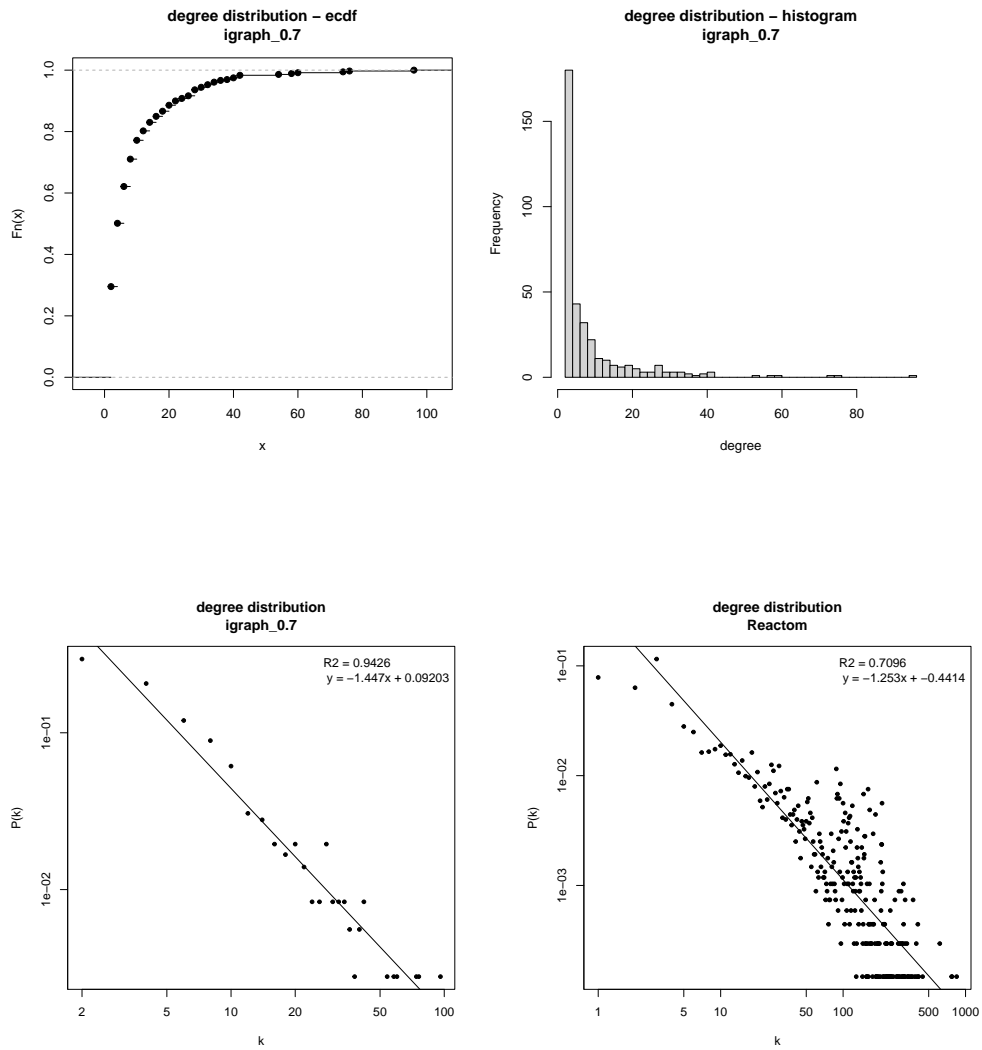 degree distribution − ecdf
igraph_0.7
Fn(x)
1.0
0.8
0.6
0.4
0.2
0.0
0 20 40 60 80 100
x
degree distribution − histogram
igraph_0.7
Frequency
150
100
50
0
0 20 40 60 80
degree
degree distribution
igraph_0.7
R2 = 0.9426
y = −1.447x + 0.09203
P(k)
1e−01
1e−02
2 5 10 20 50 100
k
degree distribution
Reactom
R2 = 0.7096
y = −1.253x + −0.4414
P(k)
1e−01
1e−02
1e−03
1 5 10 50 100 500 1000
k